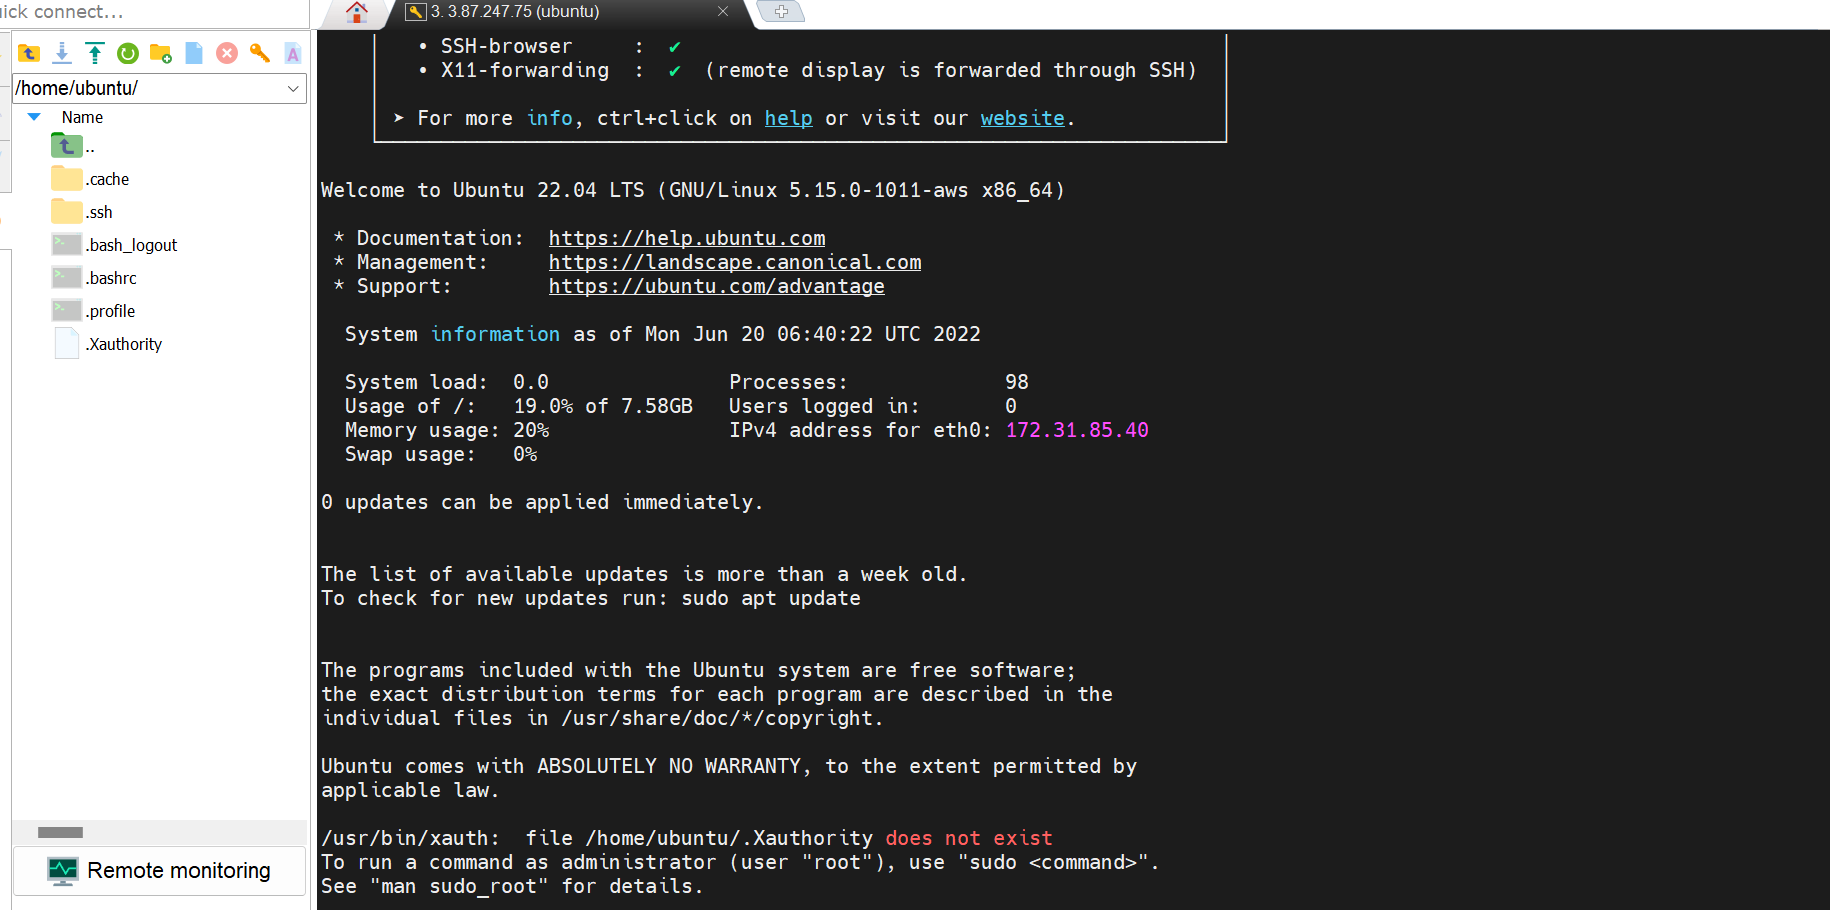 uick connect...
3. 3.87.247.75 (ubuntu)
/home/ubuntu/
Name
..
.cache
.ssh
.bash_logout
.bashrc
.profile
.Xauthority
Remote monitoring
• SSH-browser : ✔
• X11-forwarding : ✔ (remote display is forwarded through SSH)
➤ For more info, ctrl+click on help or visit our website.
Welcome to Ubuntu 22.04 LTS (GNU/Linux 5.15.0-1011-aws x86_64)
* Documentation: https://help.ubuntu.com
* Management: https://landscape.canonical.com
* Support: https://ubuntu.com/advantage
System information as of Mon Jun 20 06:40:22 UTC 2022
System load: 0.0 Processes: 98
Usage of /: 19.0% of 7.58GB Users logged in: 0
Memory usage: 20% IPv4 address for eth0: 172.31.85.40
Swap usage: 0%
0 updates can be applied immediately.
The list of available updates is more than a week old.
To check for new updates run: sudo apt update
The programs included with the Ubuntu system are free software;
the exact distribution terms for each program are described in the
individual files in /usr/share/doc/*/copyright.
Ubuntu comes with ABSOLUTELY NO WARRANTY, to the extent permitted by
applicable law.
/usr/bin/xauth: file /home/ubuntu/.Xauthority does not exist
To run a command as administrator (user "root"), use "sudo <command>".
See "man sudo_root" for details.